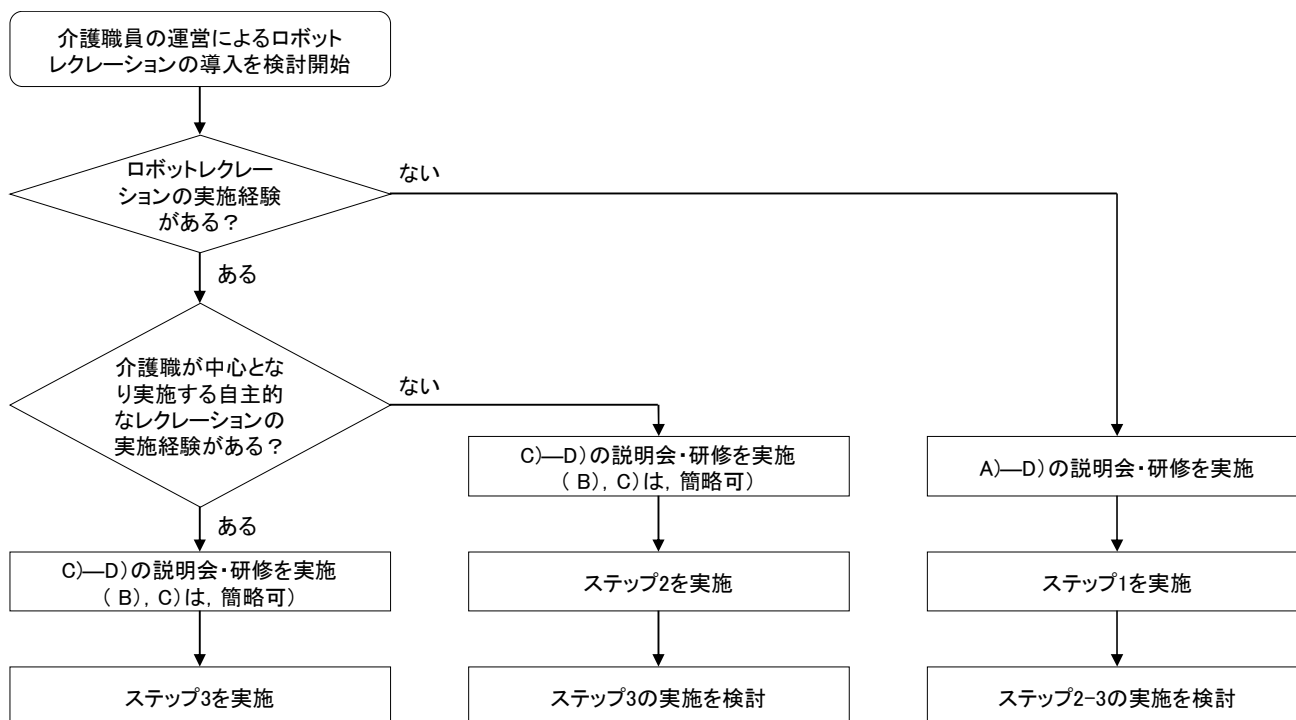 介護職員の運営によるロボット
レクレーションの導入を検討開始
ロボットレクレー
ションの実施経験
がある？
ない
ある
介護職が中心とな
り実施する自主的
なレクレーションの
実施経験がある？
ない
ある
C)―D)の説明会・研修を実施
（ B), C)は, 簡略可）
ステップ3を実施
C)―D)の説明会・研修を実施
（ B), C)は, 簡略可）
ステップ2を実施
ステップ3の実施を検討
A)―D)の説明会・研修を実施
ステップ1を実施
ステップ2-3の実施を検討